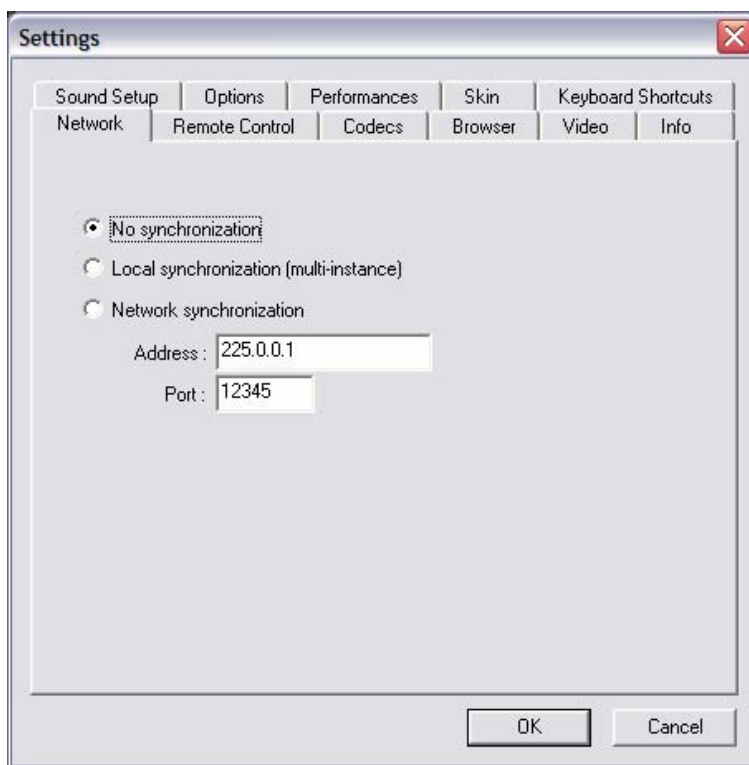 Settings
Sound Setup Options Performances Skin Keyboard Shortcuts
Network Remote Control Codecs Browser Video Info
No synchronization
Local synchronization (multi-instance)
Network synchronization
Address : 225.0.0.1
Port : 12345
OK Cancel